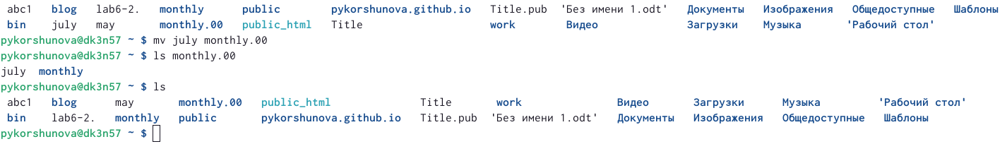 abc1 blog lab6-2. monthly public pykorshunova.github.io Title.pub 'Без имени 1.odt' Документы Изображения Общедоступные Шаблоны
bin july may monthly.00 public_html Title work Видео Загрузки Музыка 'Рабочий стол'
pykorshunova@dk3n57 ~ $ mv july monthly.00
pykorshunova@dk3n57 ~ $ ls monthly.00
july monthly
pykorshunova@dk3n57 ~ $ ls
abc1 blog may monthly.00 public_html Title work Видео Загрузки Музыка 'Рабочий стол'
bin lab6-2. monthly public pykorshunova.github.io Title.pub 'Без имени 1.odt' Документы Изображения Общедоступные Шаблоны
pykorshunova@dk3n57 ~ $